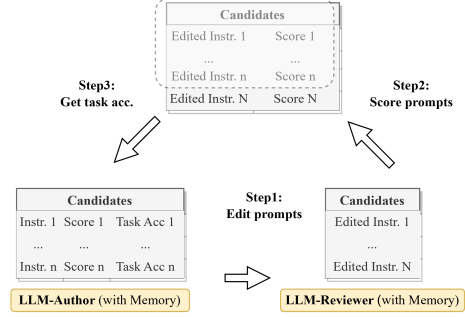 Candidates
Edited Instr. 1 Score 1
... ...
Edited Instr. n Score n
Edited Instr. N Score N
Step3:
Get task acc.
Step2:
Score prompts
Candidates
Instr. 1 Score 1 Task Acc 1
... ... ...
Instr. n Score n Task Acc n
LLM-Author (with Memory)
Step1:
Edit prompts
Candidates
Edited Instr. 1
...
Edited Instr. N
LLM-Reviewer (with Memory)